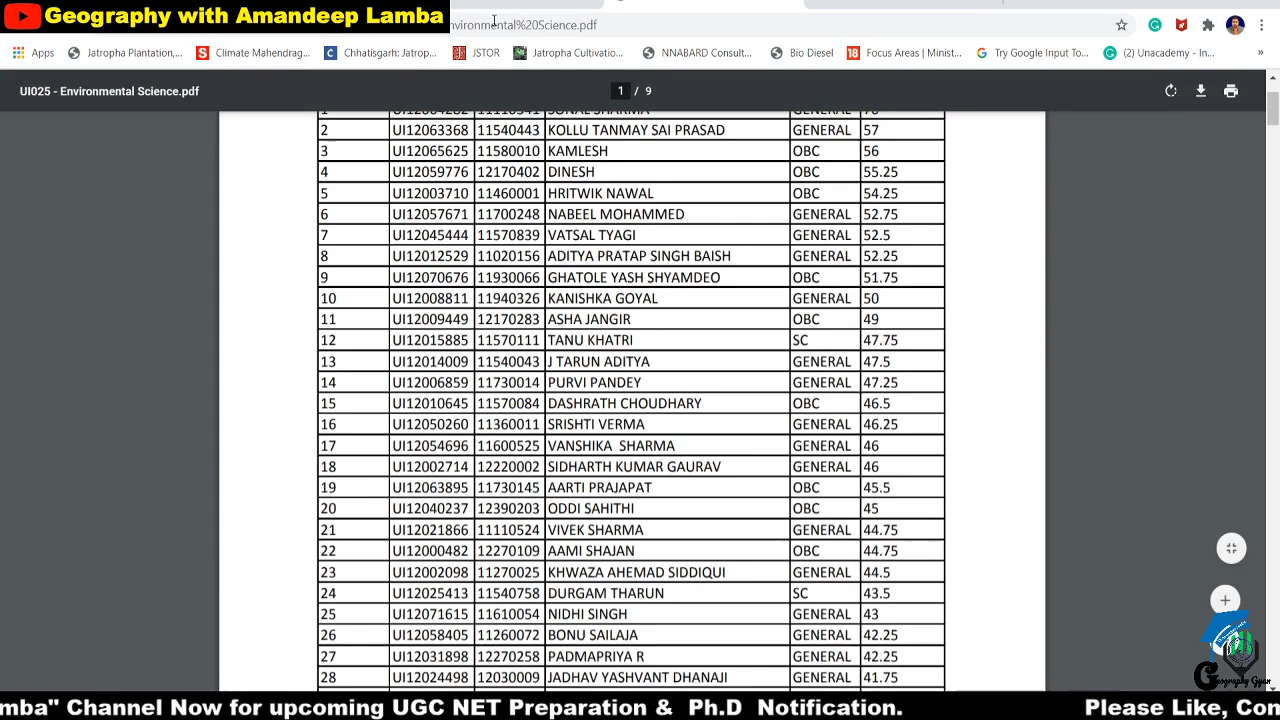 Geography with Amandeep Lamba
nvironmental%20Science.pdf
Apps Jatropha Plantation,... Climate Mahendrag... Chhatisgarh: Jatrop... JSTOR Jatropha Cultivatio... NNABARD Consult... Bio Diesel Focus Areas | Minist... Try Google Input To... (2) Unacademy - In... »
UI025 - Environmental Science.pdf 1 / 9
2 UI12063368 11540443 KOLLU TANMAY SAI PRASAD GENERAL 57
3 UI12065625 11580010 KAMLESH OBC 56
4 UI12059776 12170402 DINESH OBC 55.25
5 UI12003710 11460001 HRITWIK NAWAL OBC 54.25
6 UI12057671 11700248 NABEEL MOHAMMED GENERAL 52.75
7 UI12045444 11570839 VATSAL TYAGI GENERAL 52.5
8 UI12012529 11020156 ADITYA PRATAP SINGH BAISH GENERAL 52.25
9 UI12070676 11930066 GHATOLE YASH SHYAMDEO OBC 51.75
10 UI12008811 11940326 KANISHKA GOYAL GENERAL 50
11 UI12009449 12170283 ASHA JANGIR OBC 49
12 UI12015885 11570111 TANU KHATRI SC 47.75
13 UI12014009 11540043 J TARUN ADITYA GENERAL 47.5
14 UI12006859 11730014 PURVI PANDEY GENERAL 47.25
15 UI12010645 11570084 DASHRATH CHOUDHARY OBC 46.5
16 UI12050260 11360011 SRISHTI VERMA GENERAL 46.25
17 UI12054696 11600525 VANSHIKA  SHARMA GENERAL 46
18 UI12002714 12220002 SIDHARTH KUMAR GAURAV GENERAL 46
19 UI12063895 11730145 AARTI PRAJAPAT OBC 45.5
20 UI12040237 12390203 ODDI SAHITHI OBC 45
21 UI12021866 11110524 VIVEK SHARMA GENERAL 44.75
22 UI12000482 12270109 AAMI SHAJAN OBC 44.75
23 UI12002098 11270025 KHWAZA AHEMAD SIDDIQUI GENERAL 44.5
24 UI12025413 11540758 DURGAM THARUN SC 43.5
25 UI12071615 11610054 NIDHI SINGH GENERAL 43
26 UI12058405 11260072 BONU SAILAJA GENERAL 42.25
27 UI12031898 12270258 PADMAPRIYA R GENERAL 42.25
28 UI12024498 12030009 JADHAV YASHVANT DHANAJI GENERAL 41.75
Geography Gyan
mba" Channel Now for upcoming UGC NET Preparation & Ph.D Notification. Please Like, Con